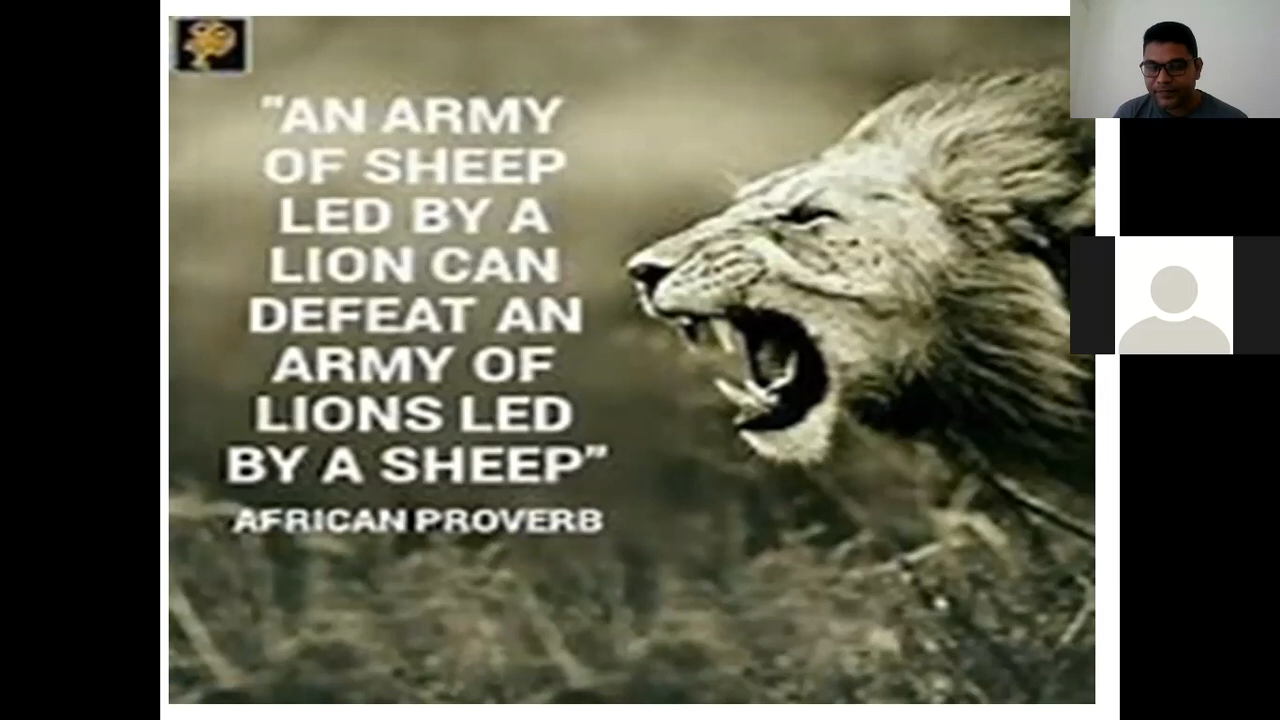 "AN ARMY
OF SHEEP
LED BY A
LION CAN
DEFEAT AN
ARMY OF
LIONS LED
BY A SHEEP"
AFRICAN PROVERB